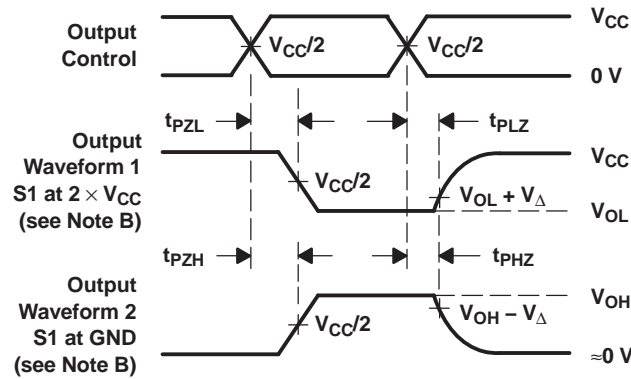 Output
Control
V_CC/2
V_CC/2
V_CC
0 V
t_PZL
t_PLZ
Output
Waveform 1
S1 at 2 × V_CC
(see Note B)
V_CC/2
V_OL + V_Δ
V_CC
V_OL
t_PZH
t_PHZ
Output
Waveform 2
S1 at GND
(see Note B)
V_CC/2
V_OH − V_Δ
V_OH
≈0 V